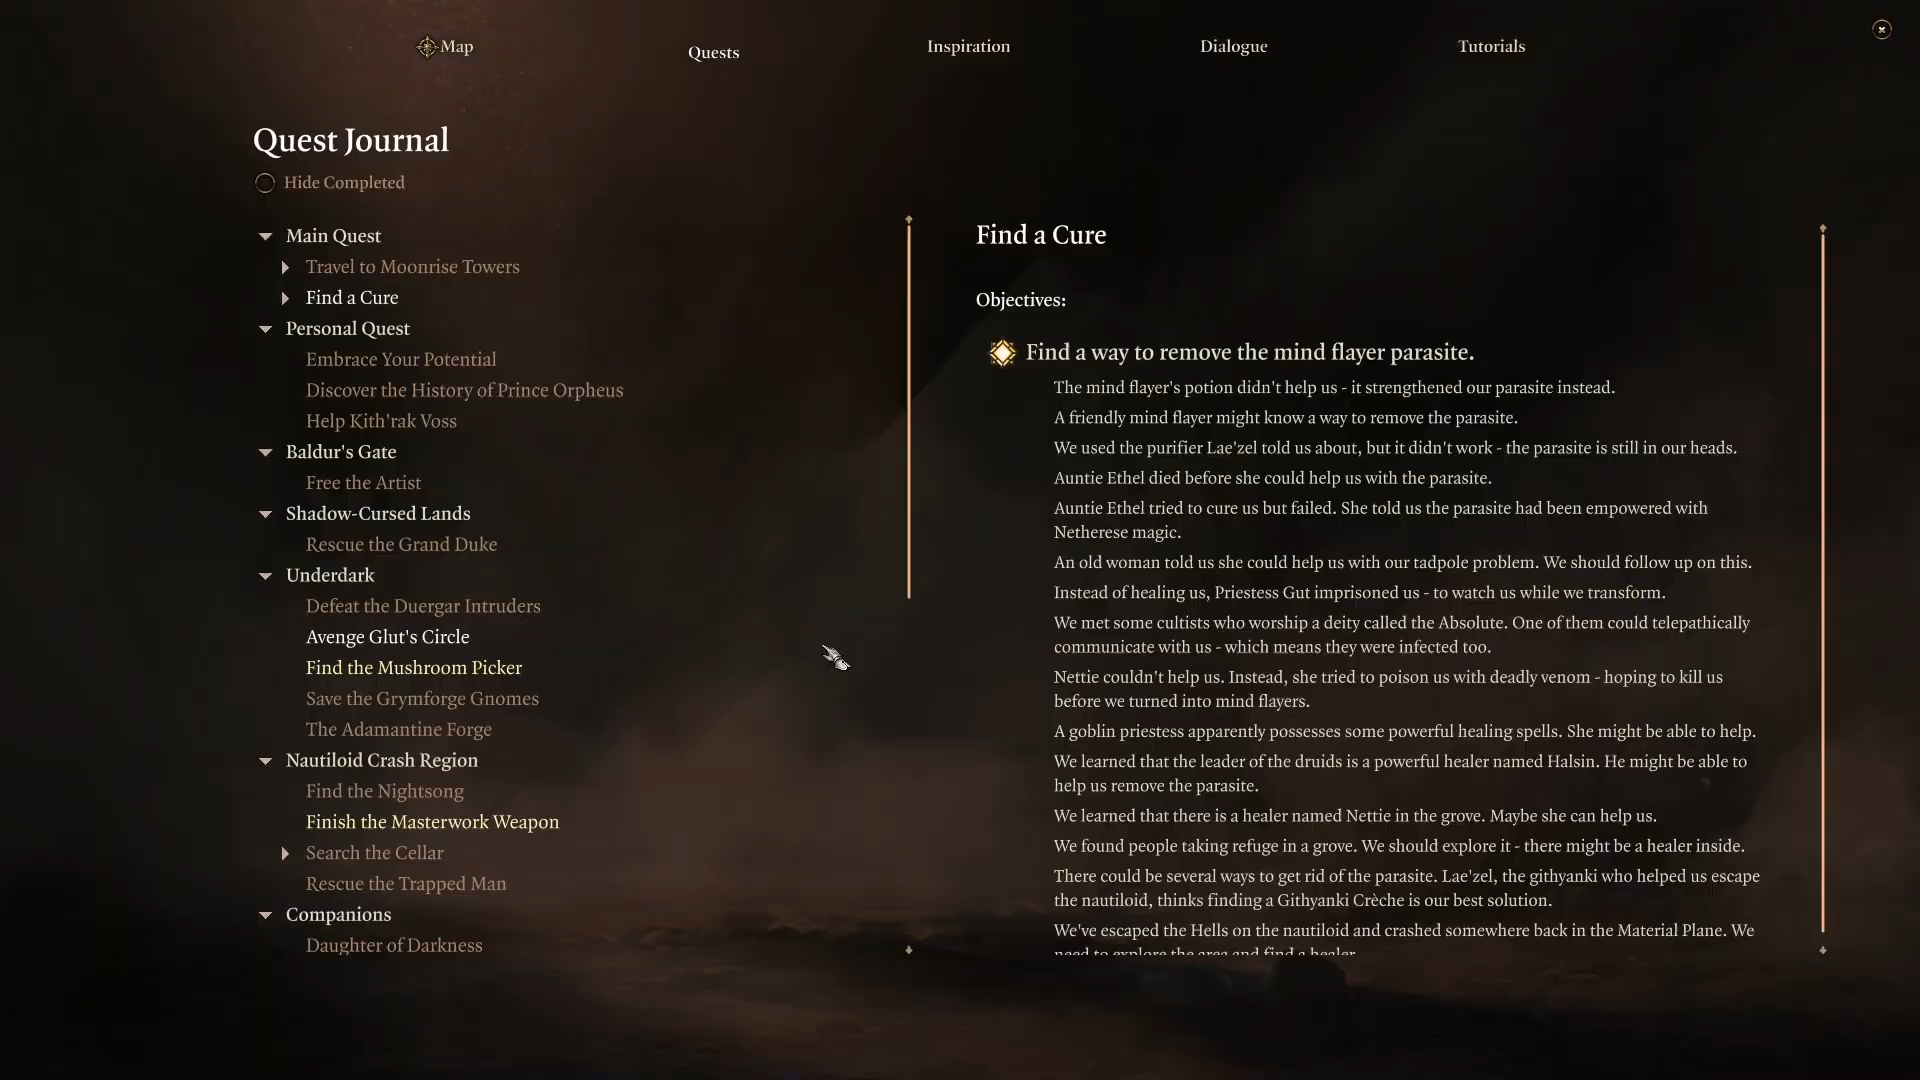 Map
Quests
Inspiration
Dialogue
Tutorials
Quest Journal
Hide Completed
Main Quest
Travel to Moonrise Towers
Find a Cure
Personal Quest
Embrace Your Potential
Discover the History of Prince Orpheus
Help Kith'rak Voss
Baldur's Gate
Free the Artist
Shadow-Cursed Lands
Rescue the Grand Duke
Underdark
Defeat the Duergar Intruders
Avenge Glut's Circle
Find the Mushroom Picker
Save the Grymforge Gnomes
The Adamantine Forge
Nautiloid Crash Region
Find the Nightsong
Finish the Masterwork Weapon
Search the Cellar
Rescue the Trapped Man
Companions
Daughter of Darkness
Find a Cure
Objectives:
Find a way to remove the mind flayer parasite.
The mind flayer's potion didn't help us - it strengthened our parasite instead.
A friendly mind flayer might know a way to remove the parasite.
We used the purifier Lae'zel told us about, but it didn't work - the parasite is still in our heads.
Auntie Ethel died before she could help us with the parasite.
Auntie Ethel tried to cure us but failed. She told us the parasite had been empowered with
Netherese magic.
An old woman told us she could help us with our tadpole problem. We should follow up on this.
Instead of healing us, Priestess Gut imprisoned us - to watch us while we transform.
We met some cultists who worship a deity called the Absolute. One of them could telepathically
communicate with us - which means they were infected too.
Nettie couldn't help us. Instead, she tried to poison us with deadly venom - hoping to kill us
before we turned into mind flayers.
A goblin priestess apparently possesses some powerful healing spells. She might be able to help.
We learned that the leader of the druids is a powerful healer named Halsin. He might be able to
help us remove the parasite.
We learned that there is a healer named Nettie in the grove. Maybe she can help us.
We found people taking refuge in a grove. We should explore it - there might be a healer inside.
There could be several ways to get rid of the parasite. Lae'zel, the githyanki who helped us escape
the nautiloid, thinks finding a Githyanki Crèche is our best solution.
We've escaped the Hells on the nautiloid and crashed somewhere back in the Material Plane. We
need to explore the area and find a healer.